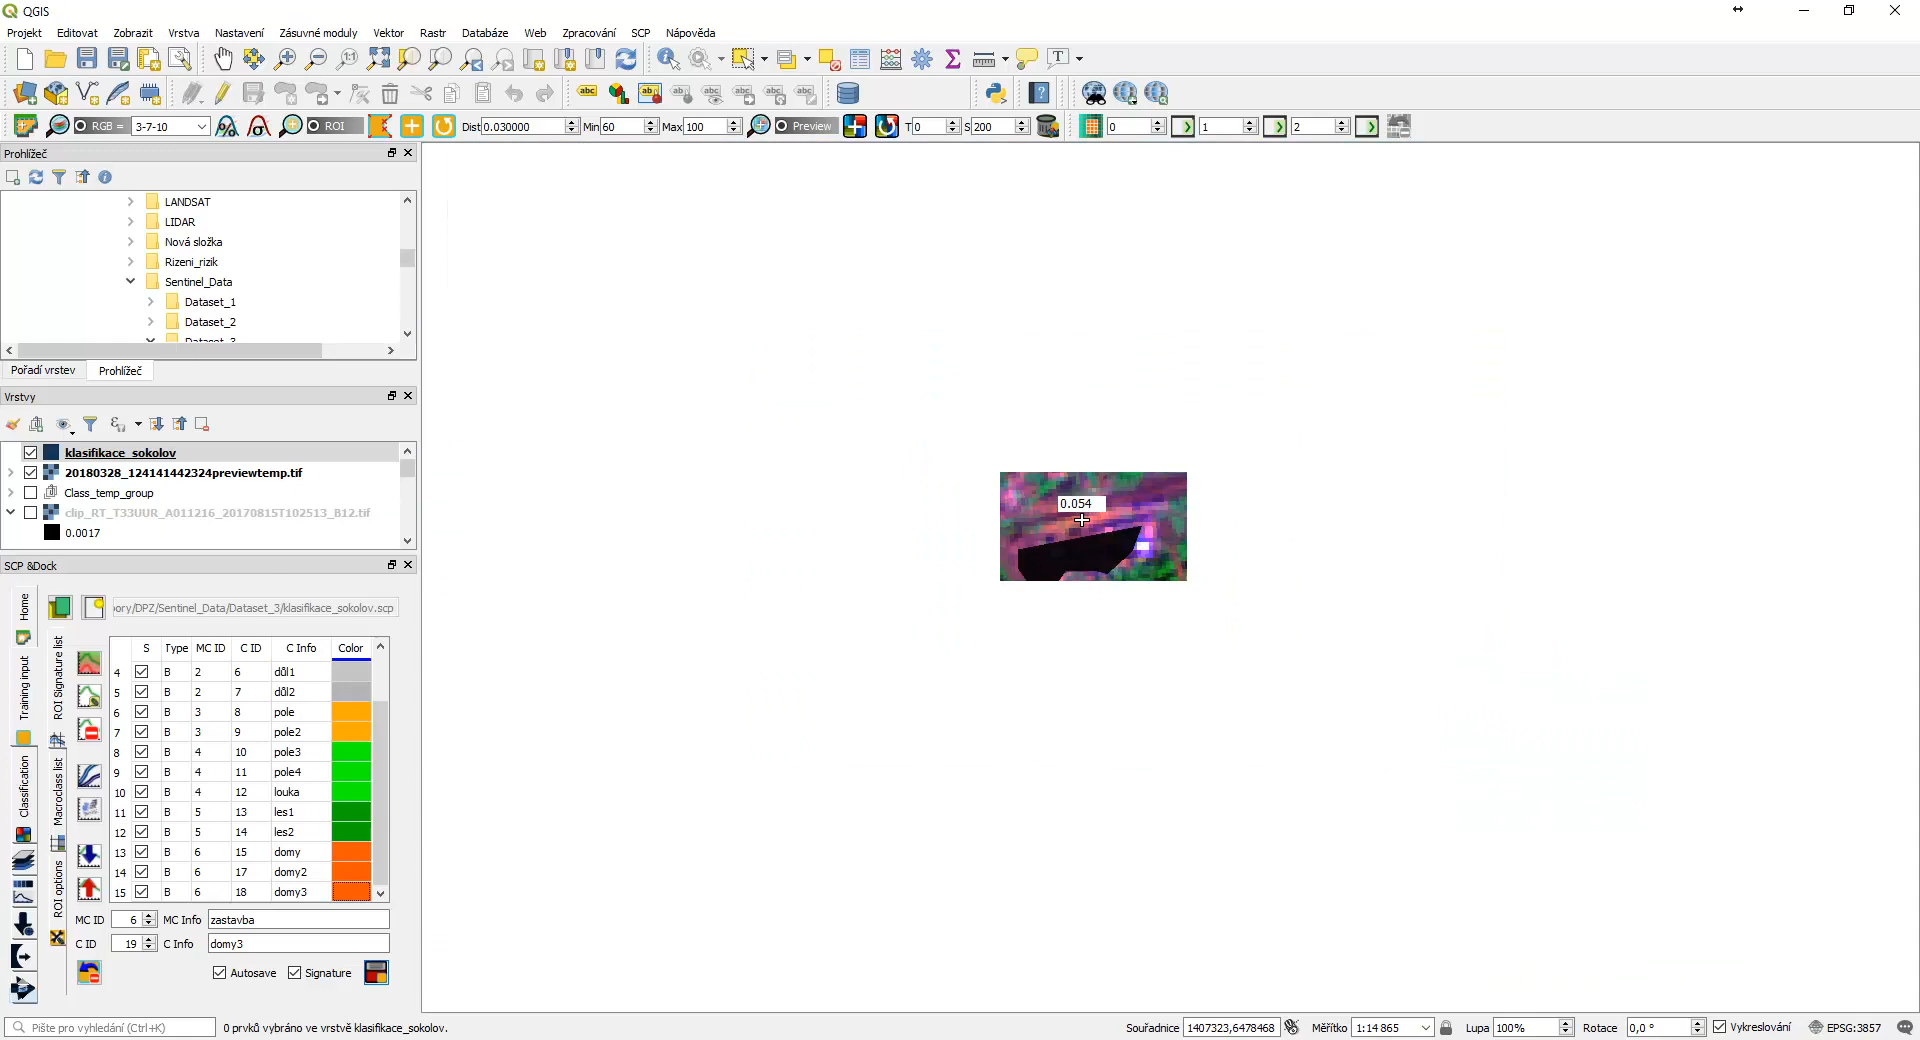 QGIS
Projekt Editovat Zobrazit Vrstva Nastavení Zásuvné moduly Vektor Rastr Databáze Web Zpracování SCP Nápověda
RGB = 3-7-10 ROI Dist 0.030000 Min 60 Max 100 Preview T 0 S 200 0 1 2
Prohlížeč
LANDSAT
LIDAR
Nová složka
Rizeni_rizik
Sentinel_Data
Dataset_1
Dataset_2
Dataset_3
Pořadí vrstev Prohlížeč
Vrstvy
klasifikace_sokolov
20180328_124141442324previewtemp.tif
Class_temp_group
clip_RT_T33UUR_A011216_20170815T102513_B12.tif
0.0017
0.054
SCP &Dock
Home
Training input
Classification
ROI Signature list
Macroclass list
ROI options
ory/DPZ/Sentinel_Data/Dataset_3/klasifikace_sokolov.scp
S Type MC ID C ID C Info Color
4 B 2 6 důl1
5 B 2 7 důl2
6 B 3 8 pole
7 B 3 9 pole2
8 B 4 10 pole3
9 B 4 11 pole4
10 B 4 12 louka
11 B 5 13 les1
12 B 5 14 les2
13 B 6 15 domy
14 B 6 17 domy2
15 B 6 18 domy3
MC ID 6 MC Info zastavba
C ID 19 C Info domy3
Autosave Signature
Pište pro vyhledání (Ctrl+K) 0 prvků vybráno ve vrstvě klasifikace_sokolov. Souřadnice 1407323,6478468 Měřítko 1:14 865 Lupa 100% Rotace 0,0 ° Vykreslování EPSG:3857